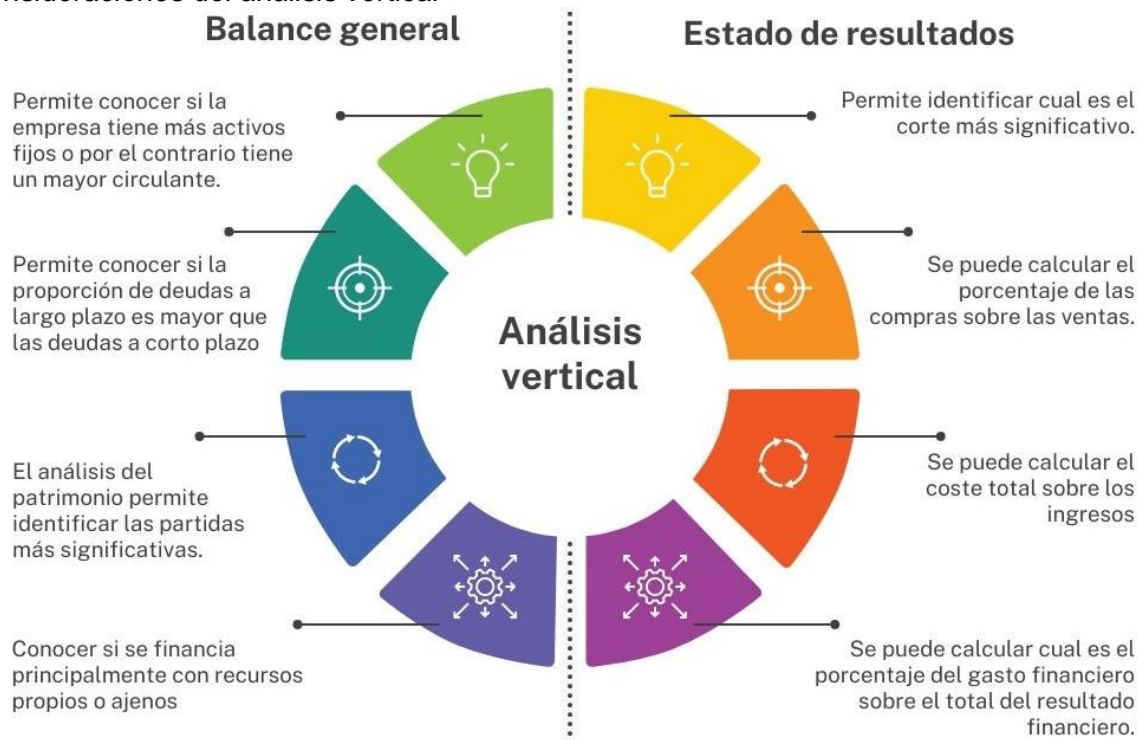 Balance general
Permite conocer si la
empresa tiene más activos
fijos o por el contrario tiene
un mayor circulante.
Permite conocer si la
proporción de deudas a
largo plazo es mayor que
las deudas a corto plazo
El análisis del
patrimonio permite
identificar las partidas
más significativas.
Conocer si se financia
principalmente con recursos
propios o ajenos
Análisis
vertical
Estado de resultados
Permite identificar cual es el
corte más significativo.
Se puede calcular el
porcentaje de las
compras sobre las ventas.
Se puede calcular el
coste total sobre los
ingresos
Se puede calcular cual es el
porcentaje del gasto financiero
sobre el total del resultado
financiero.